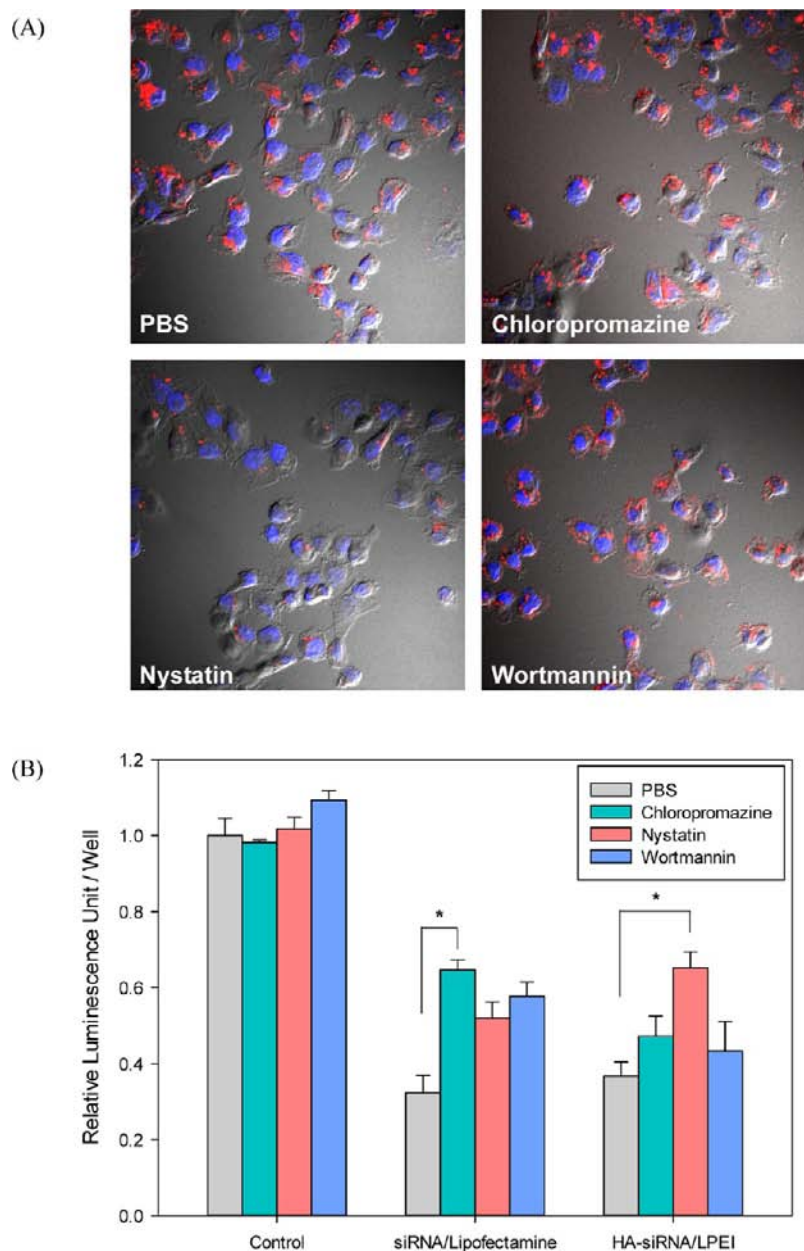 (A)
PBS
Chloropromazine
Nystatin
Wortmannin
(B)
Relative Luminescence Unit / Well
1.2
1.0
0.8
0.6
0.4
0.2
0.0
PBS
Chloropromazine
Nystatin
Wortmannin
*
*
Control
siRNA/Lipofectamine
HA-siRNA/LPEI